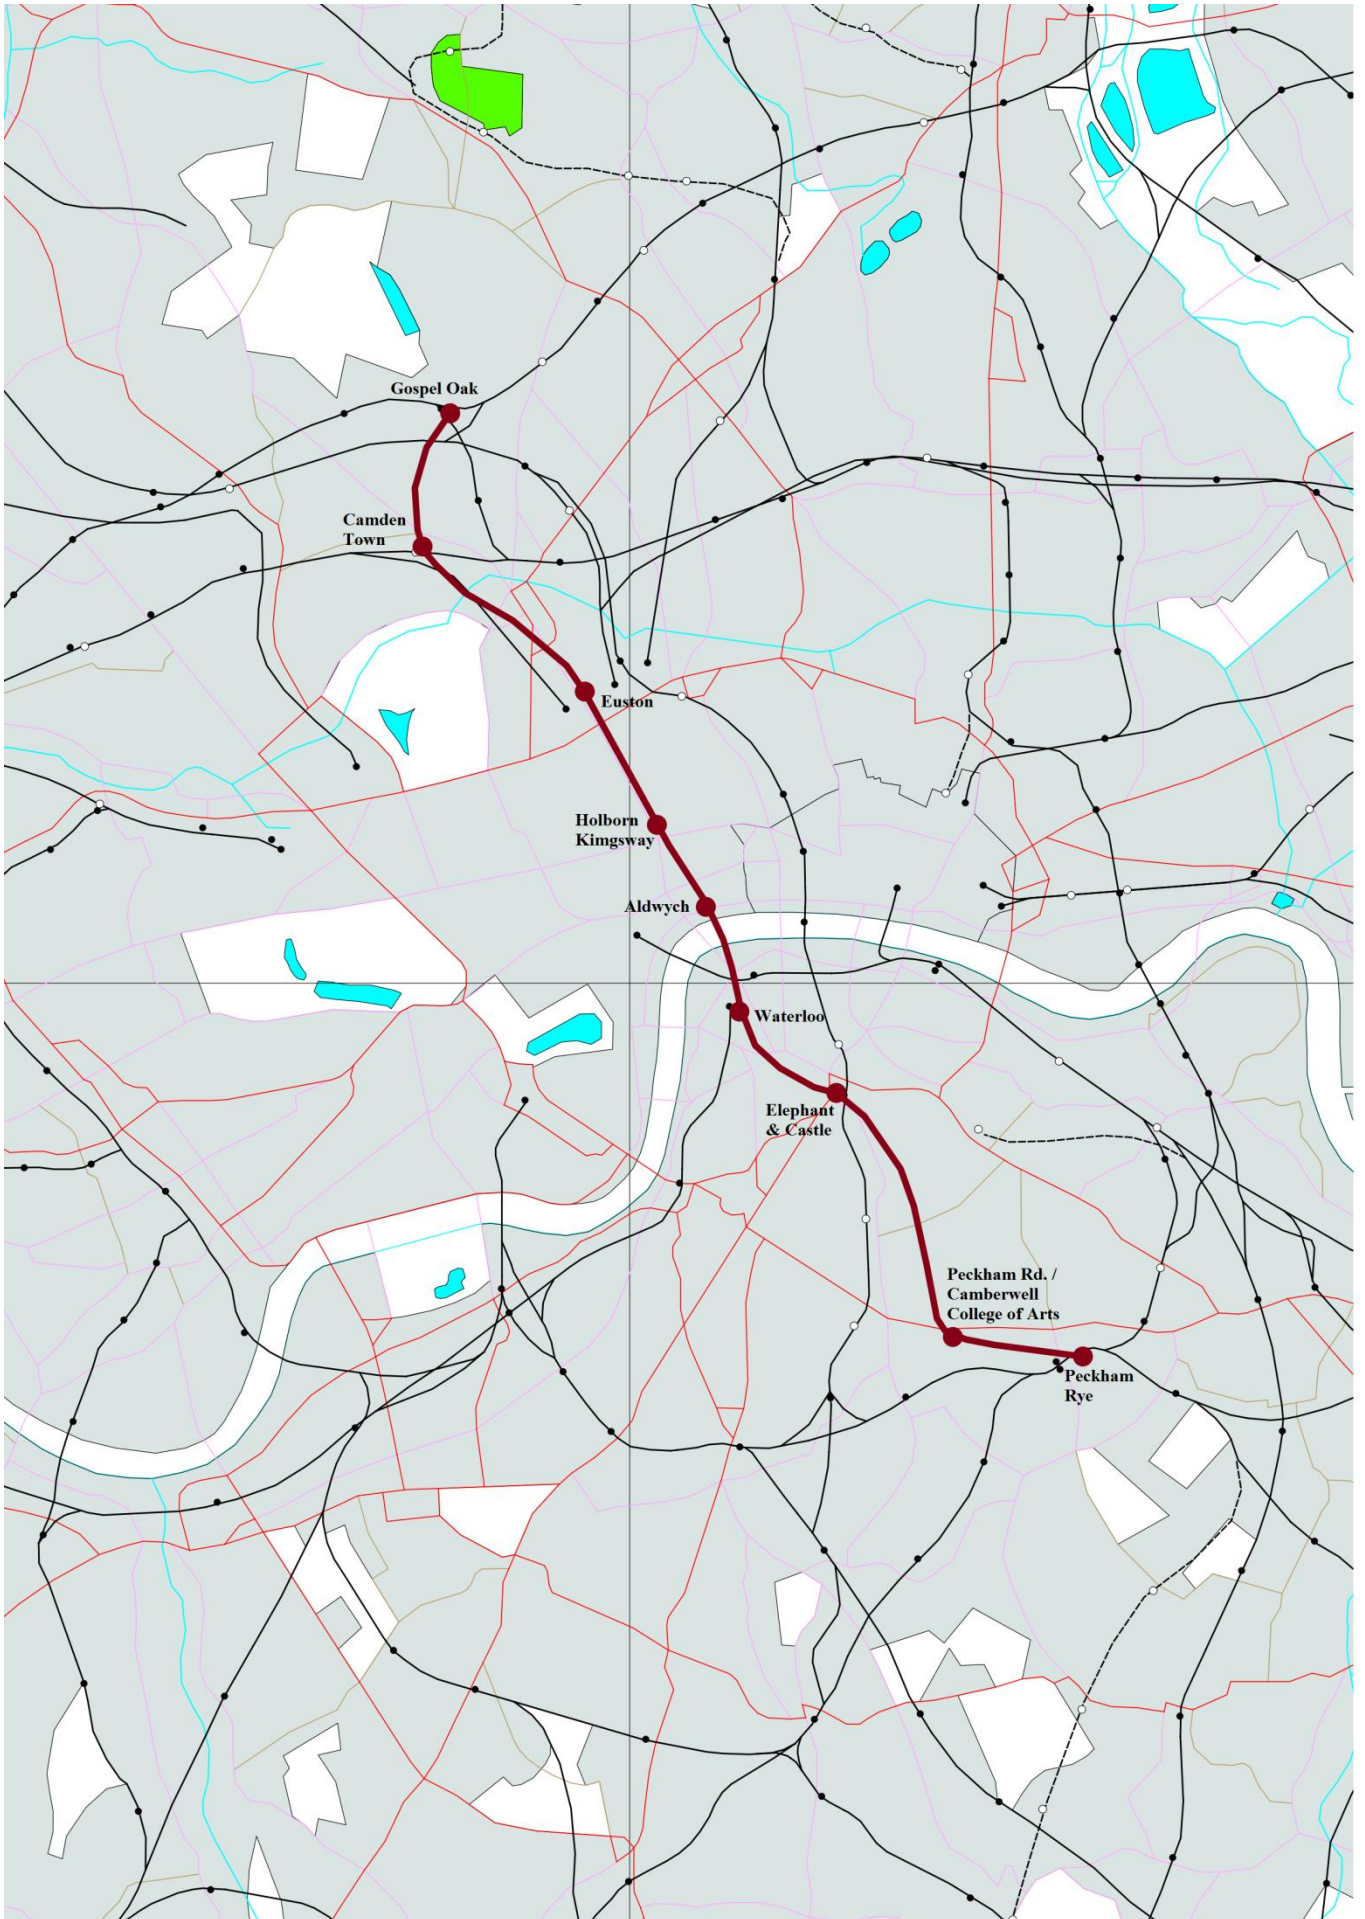 Gospel Oak
Camden
Town
Euston
Holborn
Kimgsway
Aldwych
Waterloo
Elephant
& Castle
Peckham Rd. /
Camberwell
College of Arts
Peckham
Rye